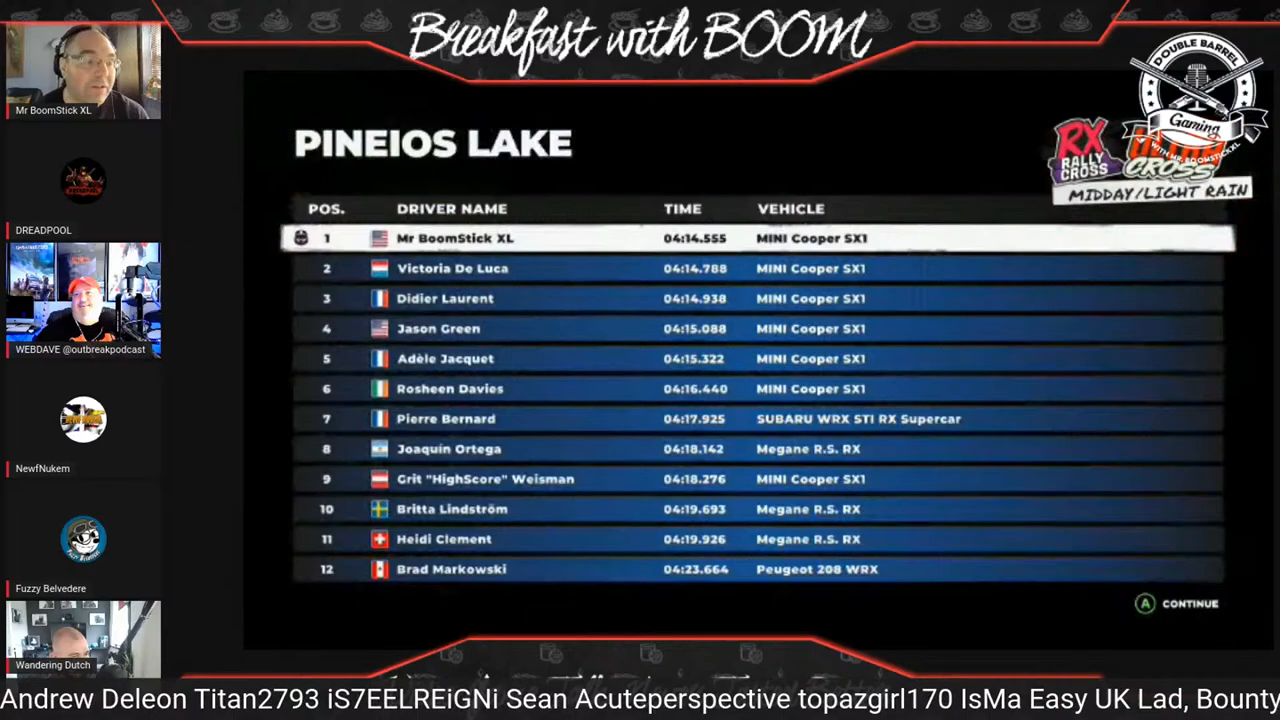 Breakfast with BOOM
DOUBLE BARREL
Gaming
WITH MR. BOOMSTICKXL
Mr BoomStick XL
DREADPOOL
WEBDAVE @outbreakpodcast
NewfNukem
Fuzzy Belvedere
Wandering Dutch
PINEIOS LAKE
RX
RALLY
CROSS
CROSS
MIDDAY/LIGHT RAIN
POS. DRIVER NAME TIME VEHICLE
1 Mr BoomStick XL 04:14.555 MINI Cooper SX1
2 Victoria De Luca 04:14.788 MINI Cooper SX1
3 Didier Laurent 04:14.938 MINI Cooper SX1
4 Jason Green 04:15.088 MINI Cooper SX1
5 Adèle Jacquet 04:15.322 MINI Cooper SX1
6 Rosheen Davies 04:16.440 MINI Cooper SX1
7 Pierre Bernard 04:17.925 SUBARU WRX STI RX Supercar
8 Joaquín Ortega 04:18.142 Megane R.S. RX
9 Grit "HighScore" Weisman 04:18.276 MINI Cooper SX1
10 Britta Lindström 04:19.693 Megane R.S. RX
11 Heidi Clement 04:19.926 Megane R.S. RX
12 Brad Markowski 04:23.664 Peugeot 208 WRX
A CONTINUE
Andrew Deleon Titan2793 iS7EELREiGNi Sean Acuteperspective topazgirl170 IsMa Easy UK Lad, Bounty